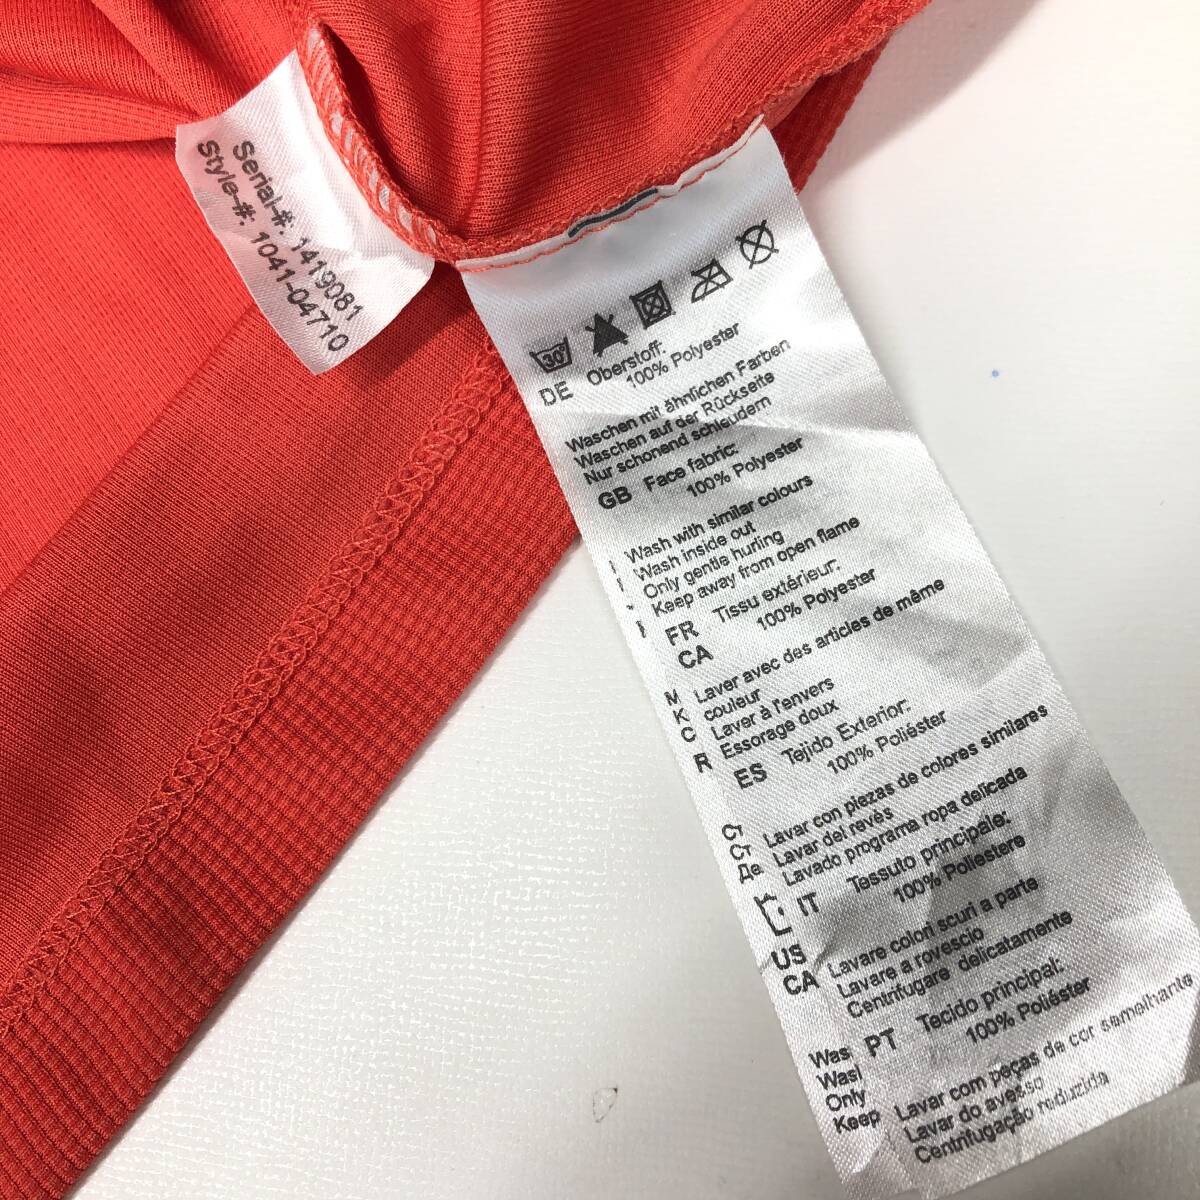 Serial-#. 1419081
Style-#. 1041-04710
30°
DE Oberstoff:
100% Polyester
Waschen mit ähnlichen Farben
Waschen auf der Rückseite
Nur schonend schleudern
GB Face fabric:
100% Polyester
Wash with similar colours
Wash inside out
Only gentle hurling
Keep away from open flame
FR Tissu extérieur:
CA 100% Polyester
Laver avec des articles de même
couleur
Laver à l'envers
Essorage doux
ES Tejido Exterior:
100% Poliéster
Lavar con piezas de colores similares
Lavar del revés
Lavado programa ropa delicada
IT Tessuto principale:
100% Poliestere
Lavare colori scuri a parte
Lavare a rovescio
Centrifugare delicatamente
PT Tecido principal:
100% Poliéster
Lavar com peças de cor semelhante
Lavar do avesso
Centrifugação reduzida
US
CA
Only
Keep